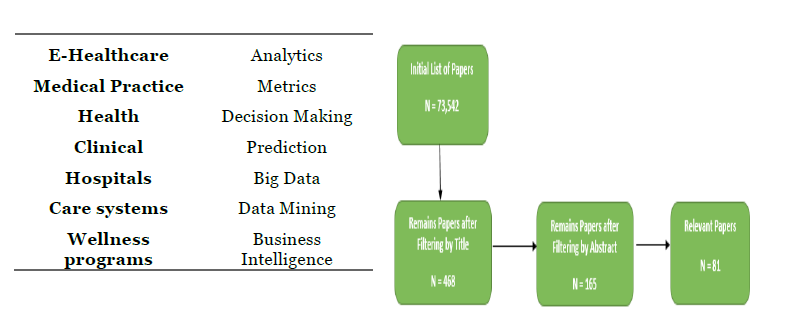 E-Healthcare Analytics
Medical Practice Metrics
Health Decision Making
Clinical Prediction
Hospitals Big Data
Care systems Data Mining
Wellness Business
programs Intelligence
Initial List of Papers
N= 73,542
Remains Papers after
Filtering by Title
N= 468
Remains Papers after
Filtering by Abstract
N= 165
Relevant Papers
N=81